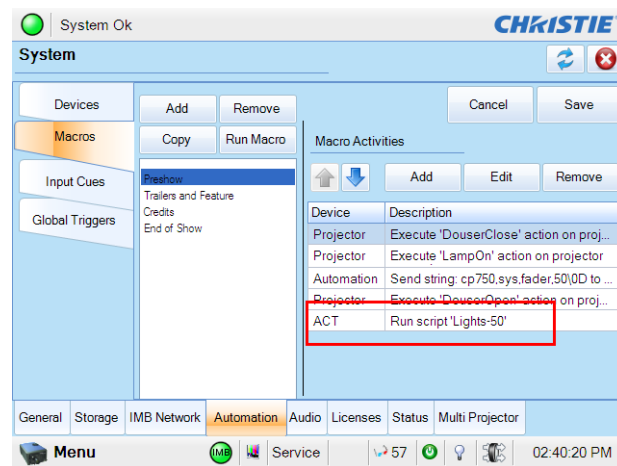 System Ok
CHRISTIE
System
Devices
Macros
Input Cues
Global Triggers
Add Remove
Copy Run Macro
Preshow
Trailers and Feature
Credits
End of Show
Cancel Save
Macro Activities
Add Edit Remove
Device Description
Projector Execute 'DouserClose' action on proj...
Projector Execute 'LampOn' action on projector
Automation Send string: cp750,sys,fader,50\0D to ...
Projector Execute 'DouserOpen' action on proj...
ACT Run script 'Lights-50'
General Storage IMB Network Automation Audio Licenses Status Multi Projector
Menu IMB Service 57 02:40:20 PM